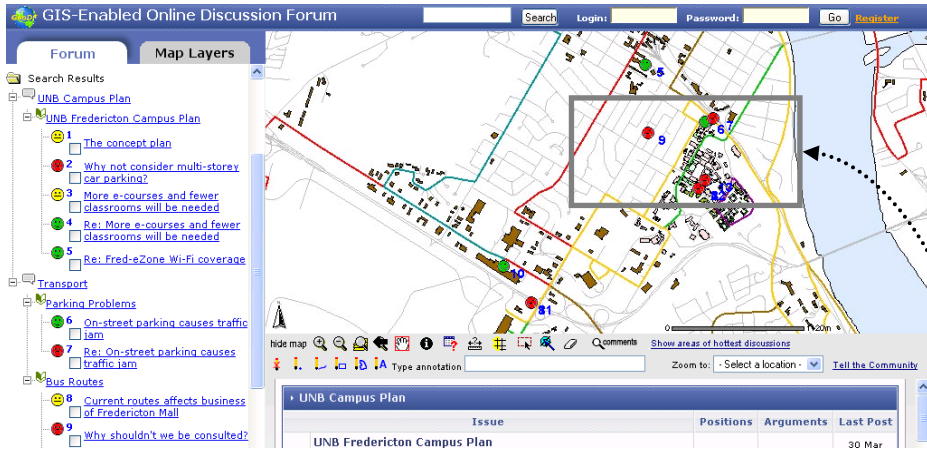 GIS-Enabled Online Discussion Forum
Search
Login:
Password:
Go
Register
Forum
Map Layers
Search Results
UNB Campus Plan
UNB Fredericton Campus Plan
1
The concept plan
2
Why not consider multi-storey
car parking?
3
More e-courses and fewer
classrooms will be needed
4
Re: More e-courses and fewer
classrooms will be needed
5
Re: Fred-eZone Wi-Fi coverage
Transport
Parking Problems
6
On-street parking causes traffic
jam
7
Re: On-street parking causes
traffic jam
Bus Routes
8
Current routes affects business
of Fredericton Mall
9
Why shouldn't we be consulted?
5
6
7
9
10
hide map
comments
Show areas of hottest discussions
Type annotation
Zoom to:
- Select a location -
Tell the Community
UNB Campus Plan
Issue
Positions
Arguments
Last Post
UNB Fredericton Campus Plan
30 Mar